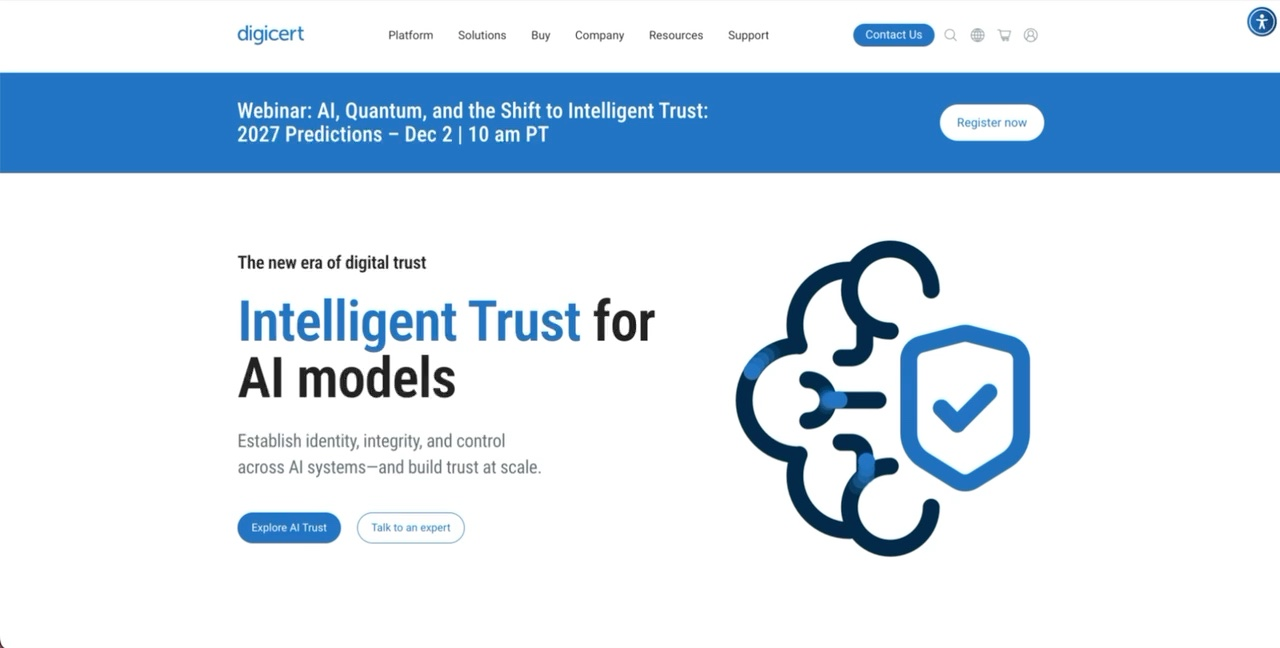 digicert
Platform
Solutions
Buy
Company
Resources
Support
Contact Us
Webinar: AI, Quantum, and the Shift to Intelligent Trust:
2027 Predictions – Dec 2 | 10 am PT
Register now
The new era of digital trust
Intelligent Trust for
AI models
Establish identity, integrity, and control
across AI systems—and build trust at scale.
Explore AI Trust
Talk to an expert